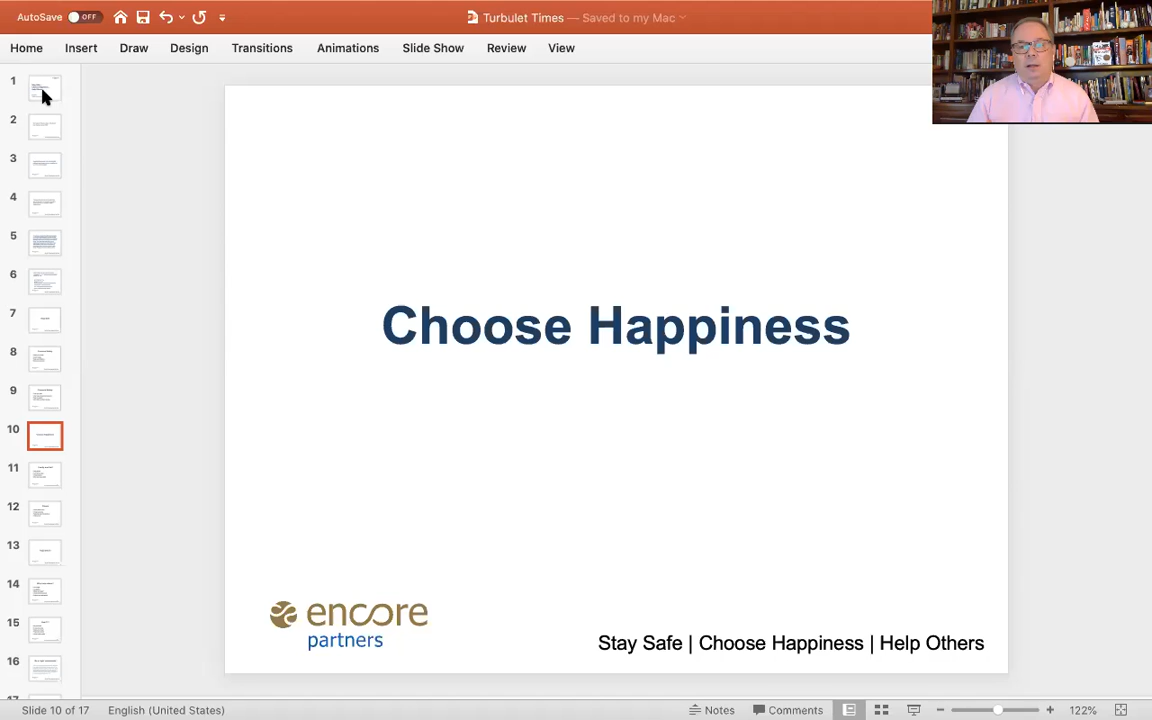 AutoSave OFF Turbulet Times — Saved to my Mac
Home Insert Draw Design Transitions Animations Slide Show Review View
1
2
3
4
5
6
7
8
9
10
11
12
13
14
15
16
Choose Happiness
encore
partners
Stay Safe | Choose Happiness | Help Others
Slide 10 of 17 English (United States) Notes Comments 122%